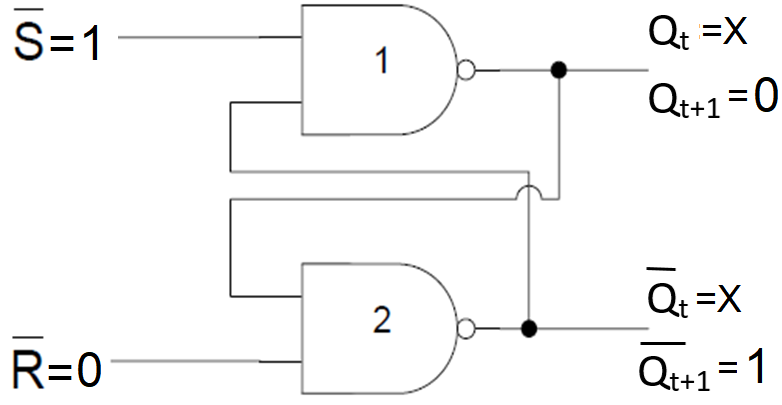 S̅=1
1
Qₜ=X
Qₜ₊₁=0
2
R̅=0
Q̅ₜ=X
Q̅ₜ₊₁=1